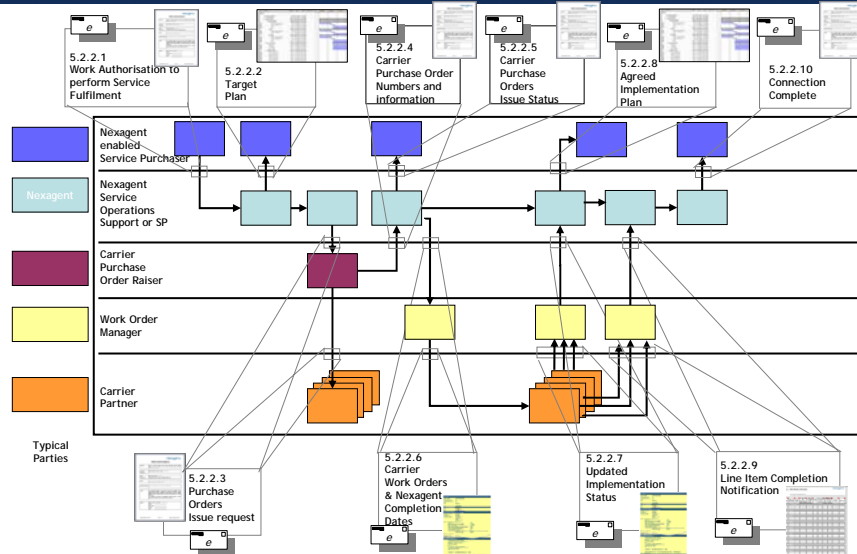 5.2.2.1
Work Authorisation to
perform Service
Fulfilment
e
5.2.2.2
Target
Plan
e
5.2.2.4
Carrier
Purchase Order
Numbers and
information
e
5.2.2.5
Carrier
Purchase
Orders
Issue Status
e
5.2.2.8
Agreed
Implementation
Plan
e
5.2.2.10
Connection
Complete
e
Nexagent
enabled
Service Purchaser
Nexagent
Nexagent
Service
Operations
Support or SP
Carrier
Purchase
Order Raiser
Work Order
Manager
Carrier
Partner
Typical
Parties
5.2.2.3
Purchase
Orders
Issue request
e
5.2.2.6
Carrier
Work Orders
& Nexagent
Completion
Dates
e
5.2.2.7
Updated
Implementation
Status
e
5.2.2.9
Line Item Completion
Notification
e